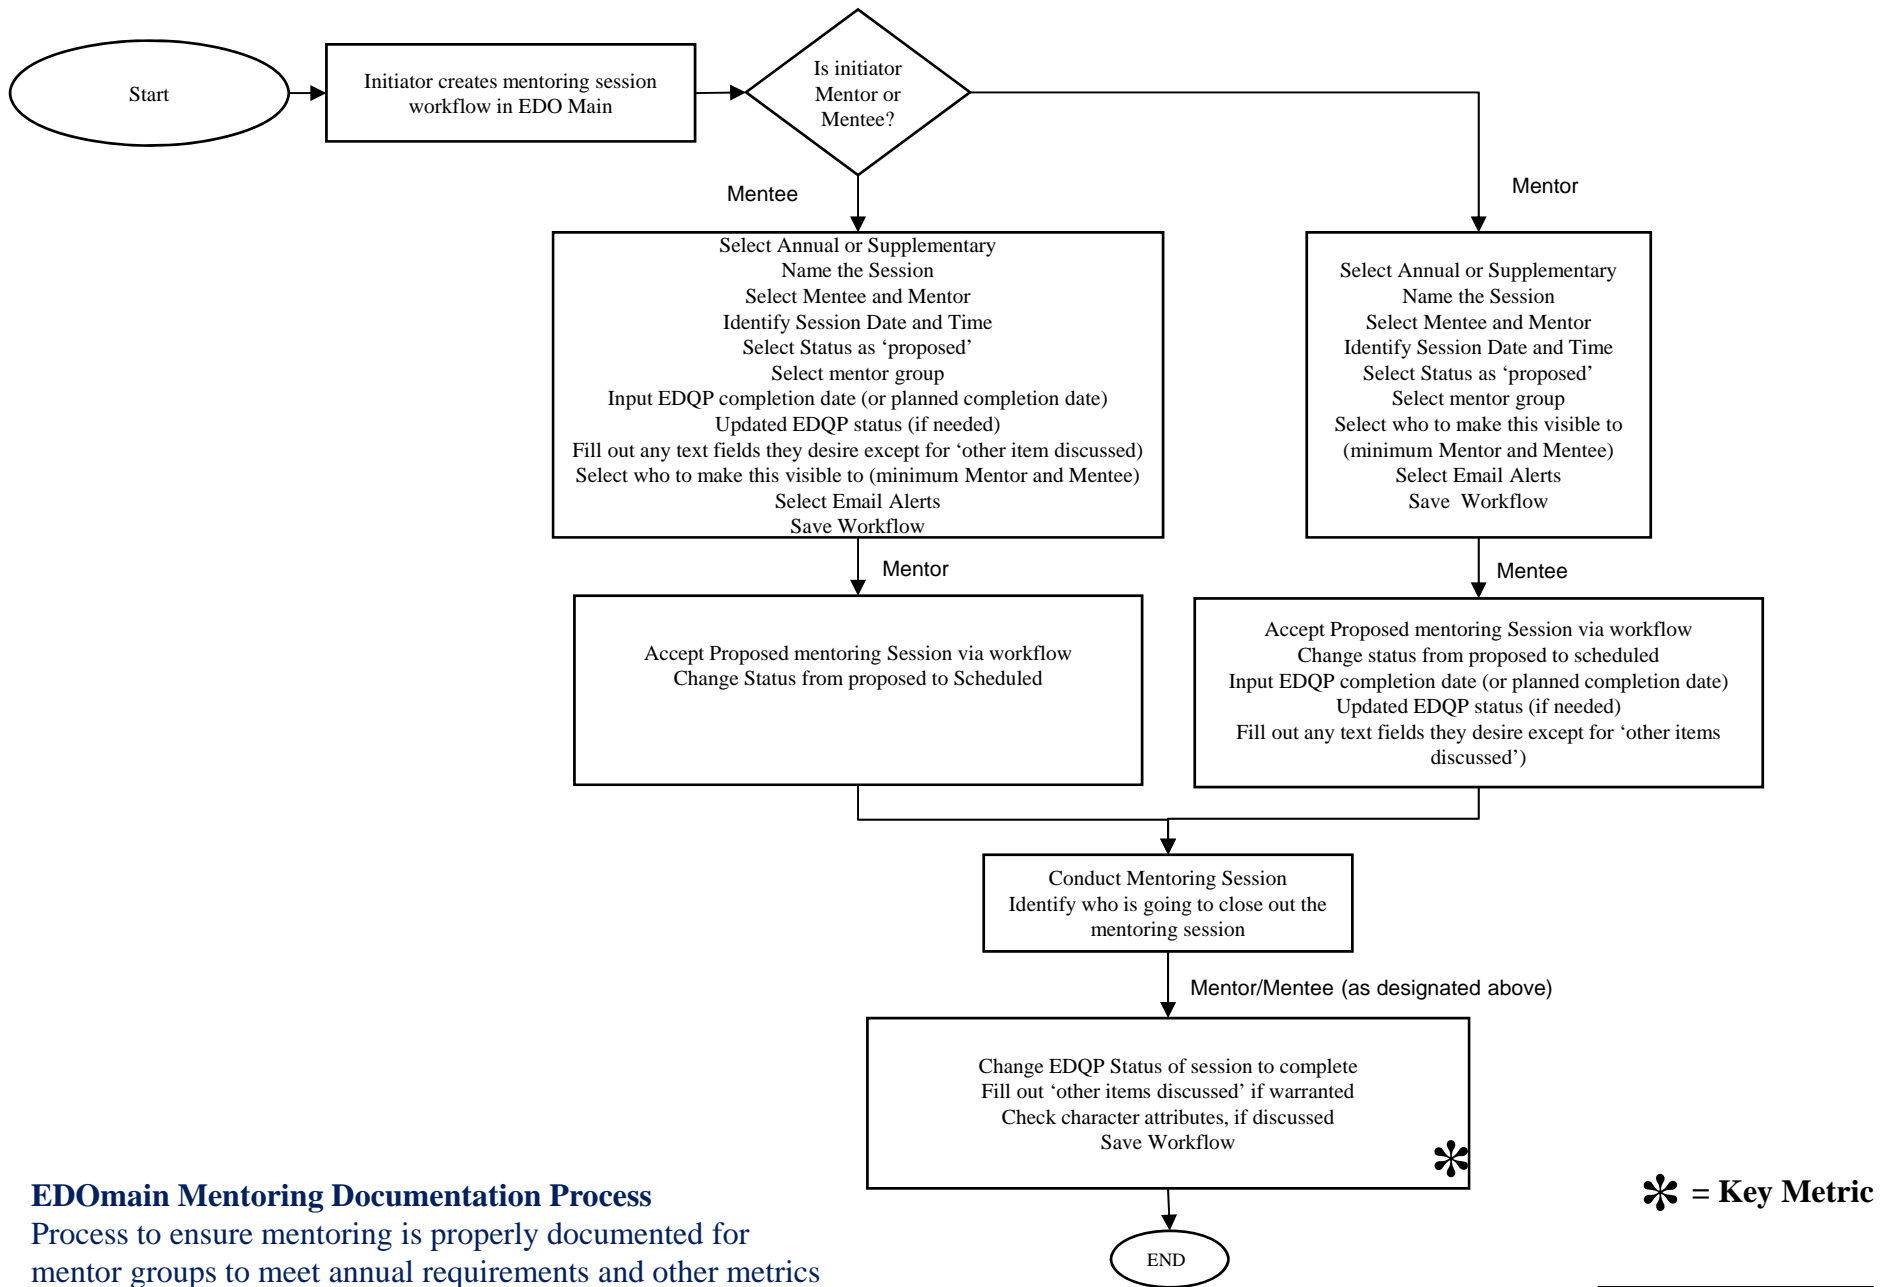 Start
Initiator creates mentoring session
workflow in EDO Main
Is initiator
Mentor or
Mentee?
Mentee
Mentor
Select Annual or Supplementary
Name the Session
Select Mentee and Mentor
Identify Session Date and Time
Select Status as ‘proposed’
Select mentor group
Input EDQP completion date (or planned completion date)
Updated EDQP status (if needed)
Fill out any text fields they desire except for ‘other item discussed)
Select who to make this visible to (minimum Mentor and Mentee)
Select Email Alerts
Save Workflow
Select Annual or Supplementary
Name the Session
Select Mentee and Mentor
Identify Session Date and Time
Select Status as ‘proposed’
Select mentor group
Select who to make this visible to
(minimum Mentor and Mentee)
Select Email Alerts
Save Workflow
Mentor
Mentee
Accept Proposed mentoring Session via workflow
Change Status from proposed to Scheduled
Accept Proposed mentoring Session via workflow
Change status from proposed to scheduled
Input EDQP completion date (or planned completion date)
Updated EDQP status (if needed)
Fill out any text fields they desire except for ‘other items
discussed’)
Conduct Mentoring Session
Identify who is going to close out the
mentoring session
Mentor/Mentee (as designated above)
Change EDQP Status of session to complete
Fill out ‘other items discussed’ if warranted
Check character attributes, if discussed
Save Workflow
*
END
EDOmain Mentoring Documentation Process
Process to ensure mentoring is properly documented for
mentor groups to meet annual requirements and other metrics
* = Key Metric